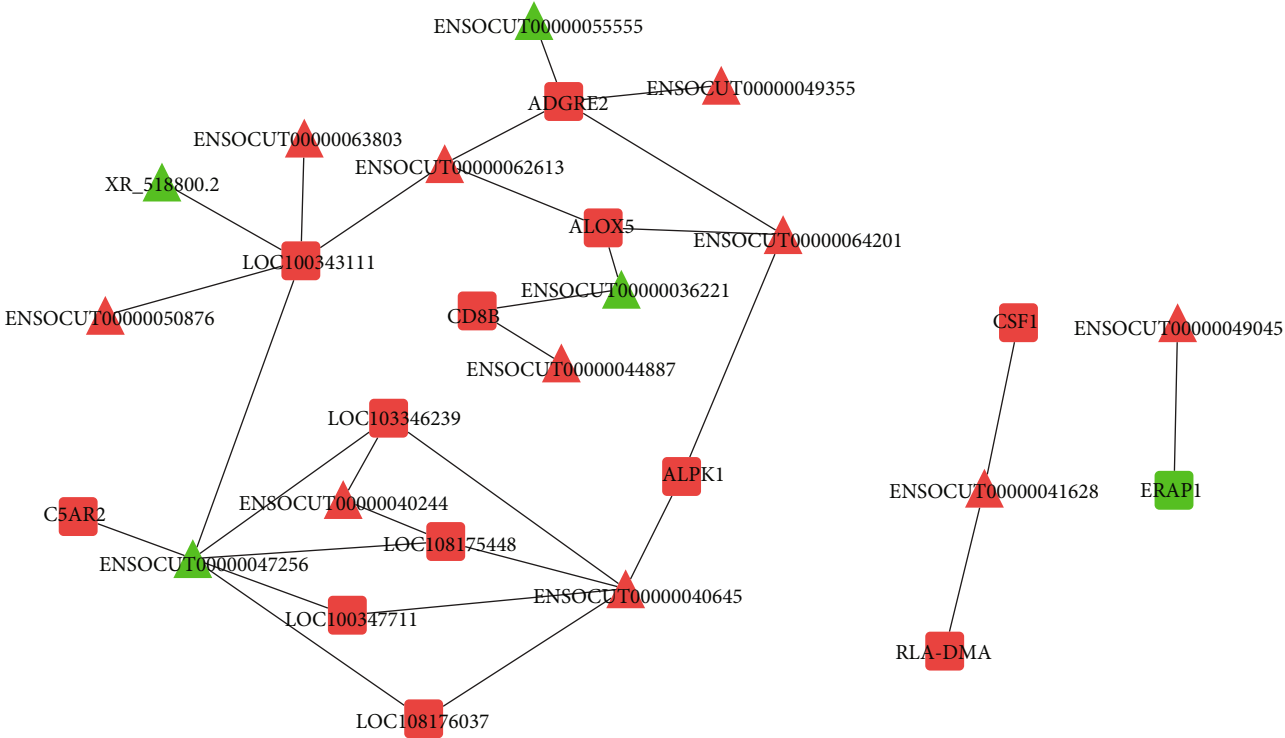 ENSOCUT00000055555
ENSOCUT00000049355
ADGRE2
ENSOCUT00000063803
ENSOCUT00000062613
XR_518800.2
ALOX5
ENSOCUT00000064201
LOC100343111
ENSOCUT00000036221
ENSOCUT00000050876
CD8B
CSF1
ENSOCUT00000049045
ENSOCUT00000044887
LOC103346239
ALPK1
ENSOCUT00000041628
ERAP1
ENSOCUT00000040244
C5AR2
LOC108175448
ENSOCUT00000047256
ENSOCUT00000040645
LOC100347711
RLA-DMA
LOC108176037